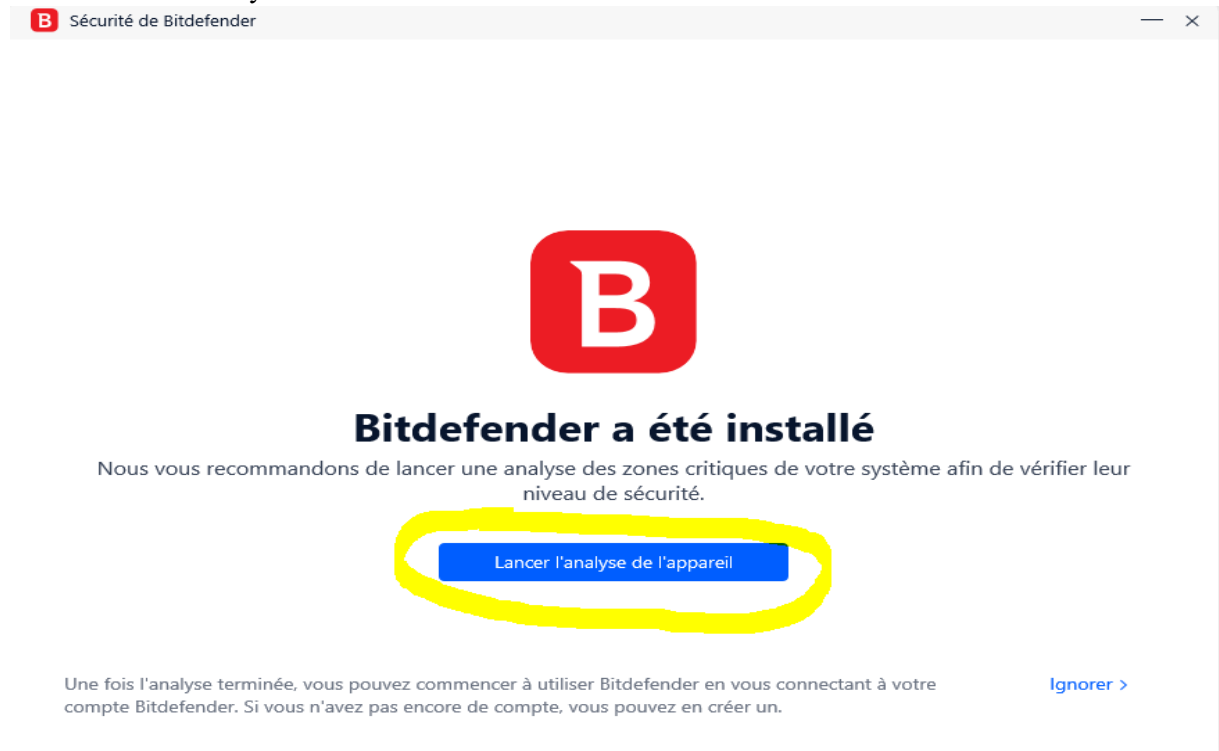 B Sécurité de Bitdefender
B
Bitdefender a été installé
Nous vous recommandons de lancer une analyse des zones critiques de votre système afin de vérifier leur
niveau de sécurité.
Lancer l'analyse de l'appareil
Une fois l'analyse terminée, vous pouvez commencer à utiliser Bitdefender en vous connectant à votre
compte Bitdefender. Si vous n'avez pas encore de compte, vous pouvez en créer un.
Ignorer >